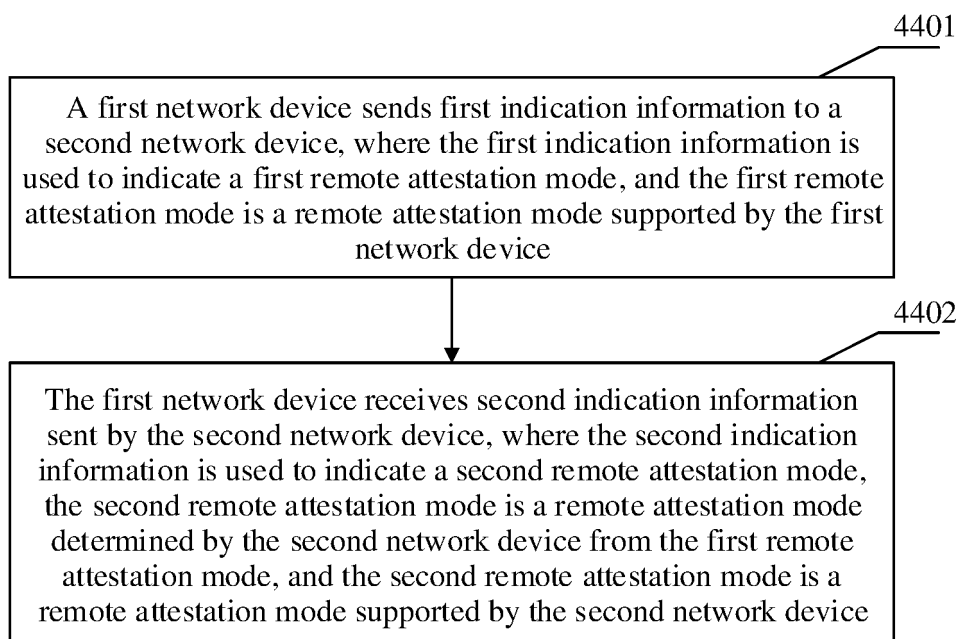 4401
A first network device sends first indication information to a
second network device, where the first indication information is
used to indicate a first remote attestation mode, and the first remote
attestation mode is a remote attestation mode supported by the first
network device
4402
The first network device receives second indication information
sent by the second network device, where the second indication
information is used to indicate a second remote attestation mode,
the second remote attestation mode is a remote attestation mode
determined by the second network device from the first remote
attestation mode, and the second remote attestation mode is a
remote attestation mode supported by the second network device